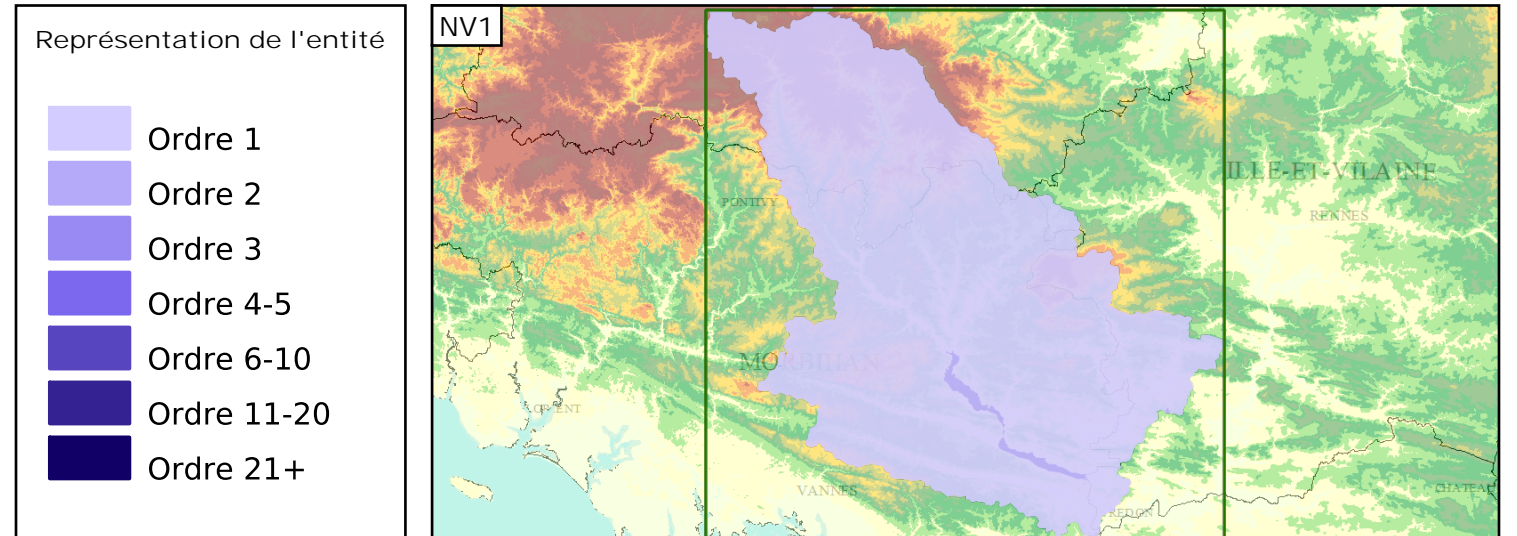 Représentation de l'entité
Ordre 1
Ordre 2
Ordre 3
Ordre 4-5
Ordre 6-10
Ordre 11-20
Ordre 21+
NV1
ILLE-ET-VILAINE
PONTIVY
RENNES
MORBIHAN
LORIENT
VANNES
CHATEAU
REDON